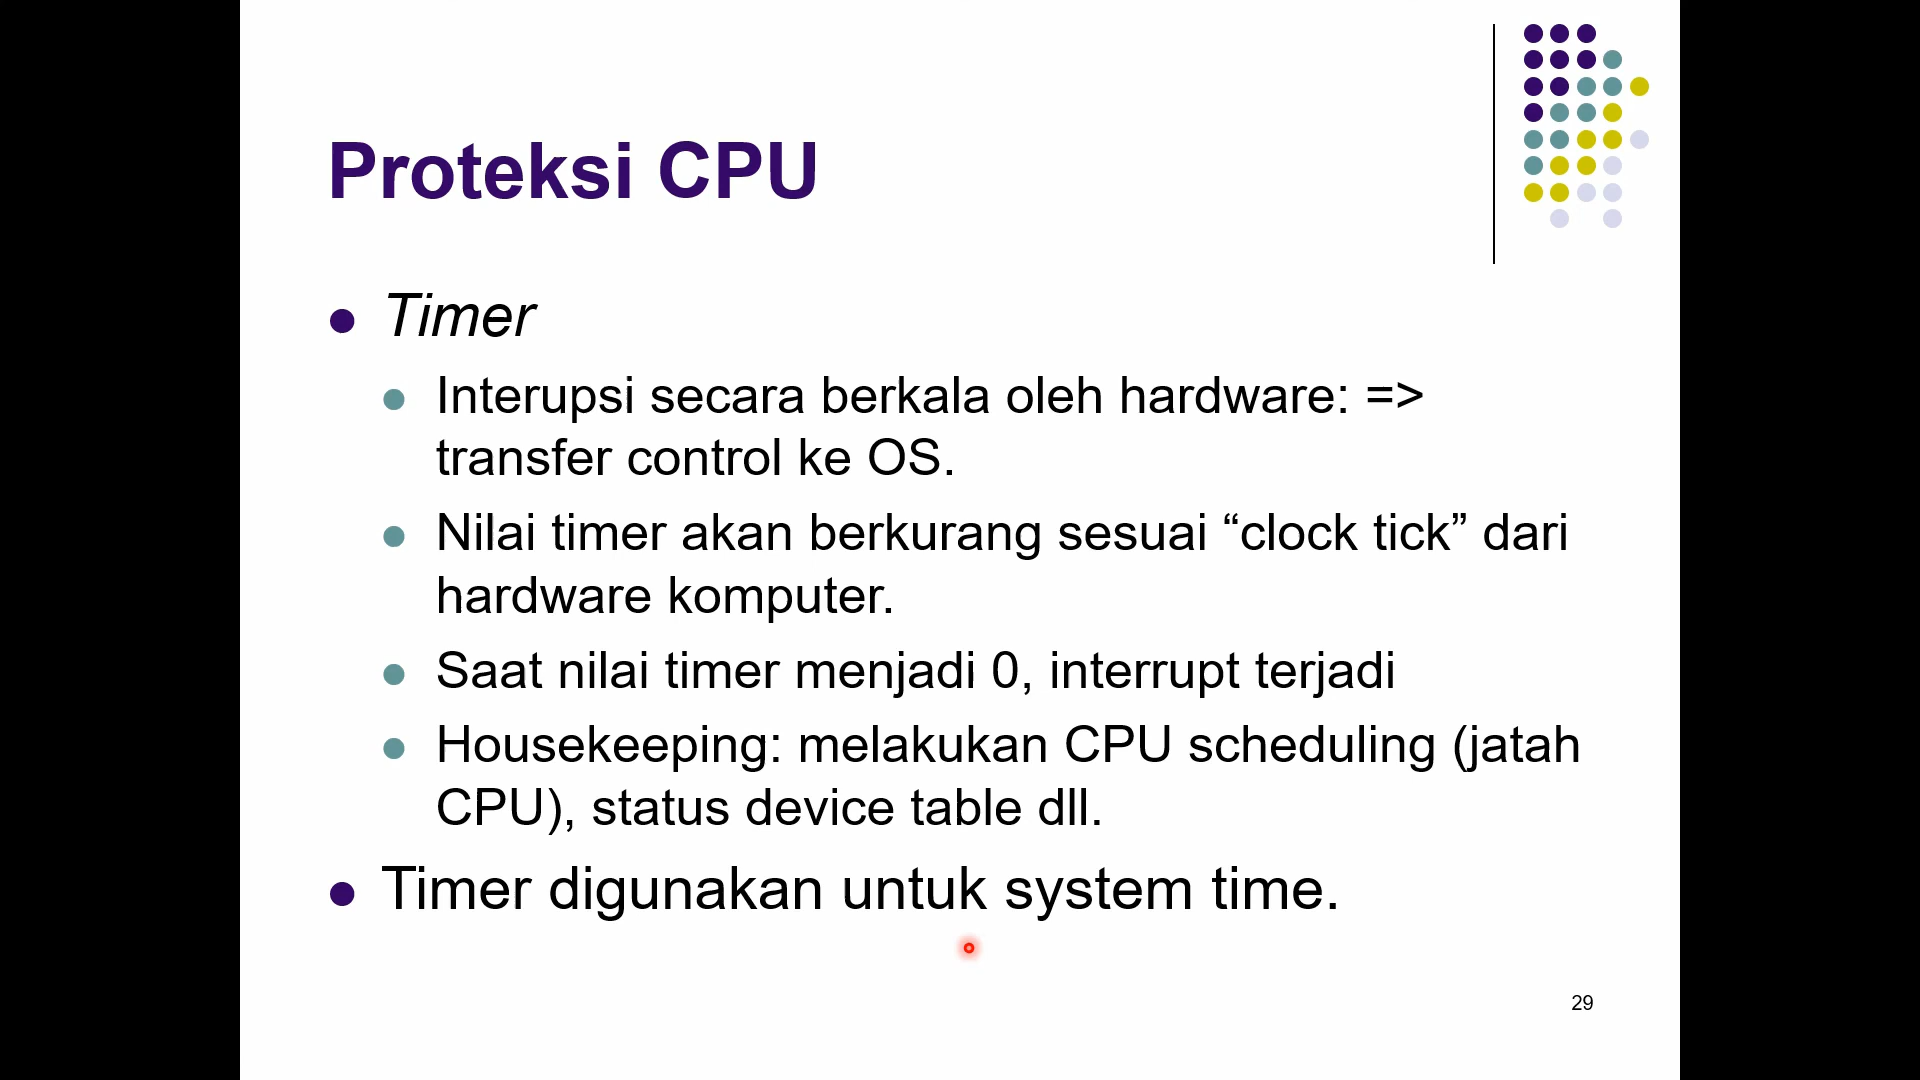 Proteksi CPU
Timer
Interupsi secara berkala oleh hardware: =>
transfer control ke OS.
Nilai timer akan berkurang sesuai “clock tick” dari
hardware komputer.
Saat nilai timer menjadi 0, interrupt terjadi
Housekeeping: melakukan CPU scheduling (jatah
CPU), status device table dll.
Timer digunakan untuk system time.
29